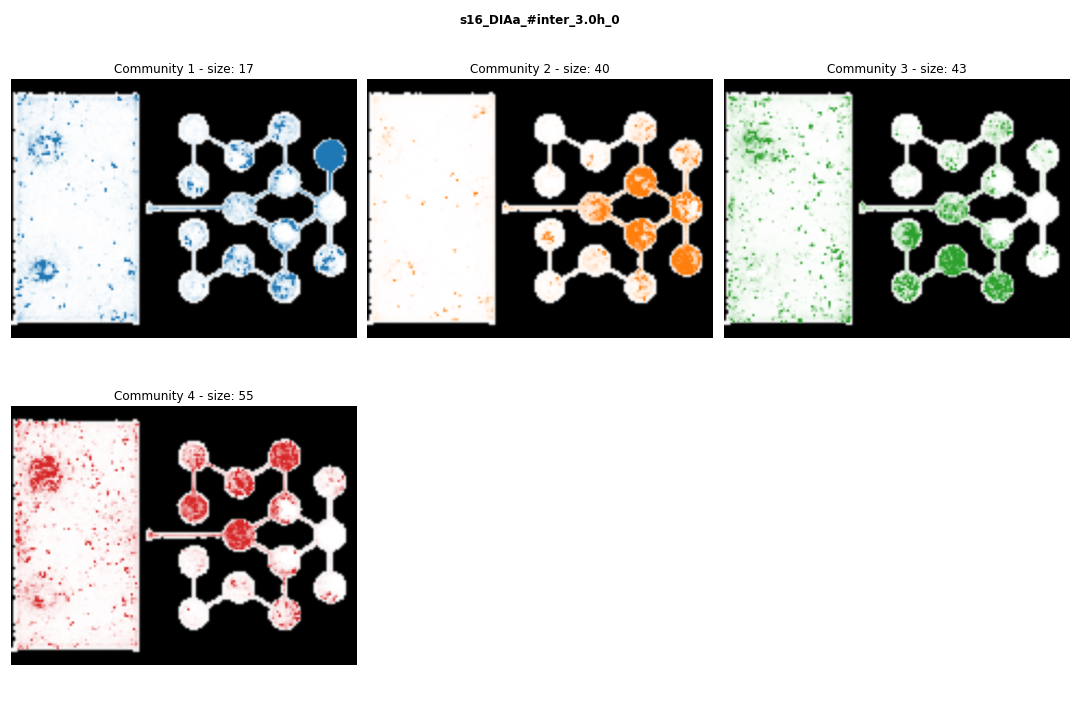 s16_DIAa_#inter_3.0h_0
Community 1 - size: 17
Community 2 - size: 40
Community 3 - size: 43
Community 4 - size: 55